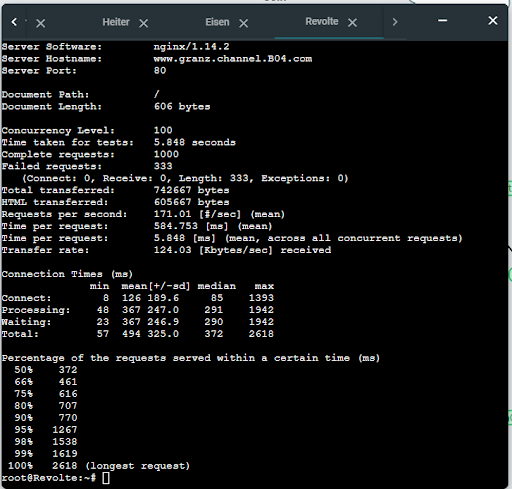 Heiter Eisen Revolte
Server Software: nginx/1.14.2
Server Hostname: www.granz.channel.B04.com
Server Port: 80
Document Path: /
Document Length: 606 bytes
Concurrency Level: 100
Time taken for tests: 5.848 seconds
Complete requests: 1000
Failed requests: 333
(Connect: 0, Receive: 0, Length: 333, Exceptions: 0)
Total transferred: 742667 bytes
HTML transferred: 605667 bytes
Requests per second: 171.01 [#/sec] (mean)
Time per request: 584.753 [ms] (mean)
Time per request: 5.848 [ms] (mean, across all concurrent requests)
Transfer rate: 124.03 [Kbytes/sec] received
Connection Times (ms)
min mean[+/-sd] median max
Connect: 8 126 189.6 85 1393
Processing: 48 367 247.0 291 1942
Waiting: 23 367 246.9 290 1942
Total: 57 494 325.0 372 2618
Percentage of the requests served within a certain time (ms)
50% 372
66% 461
75% 616
80% 707
90% 770
95% 1267
98% 1538
99% 1619
100% 2618 (longest request)
root@Revolte:~#